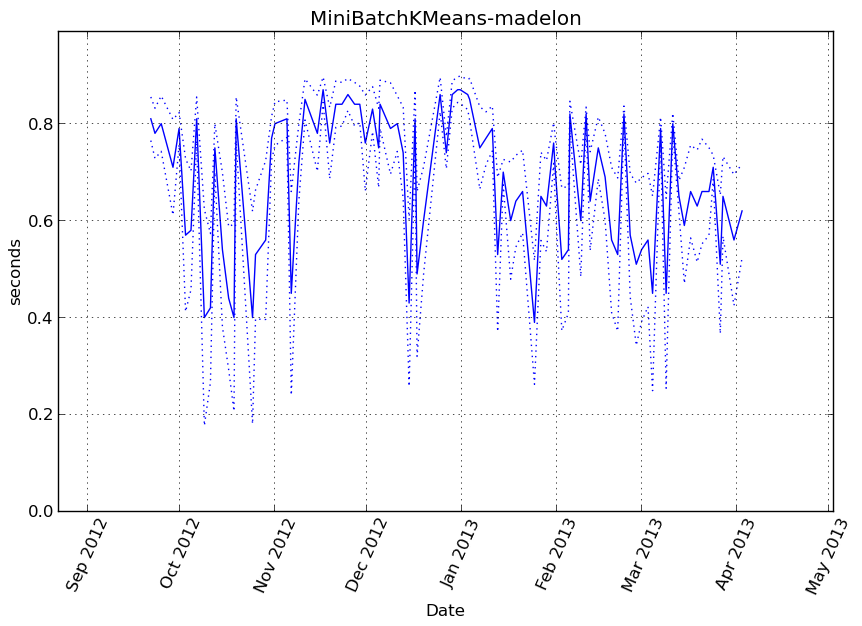 MiniBatchKMeans-madelon
seconds
0.8
0.6
0.4
0.2
0.0
Sep 2012
Oct 2012
Nov 2012
Dec 2012
Jan 2013
Feb 2013
Mar 2013
Apr 2013
May 2013
Date